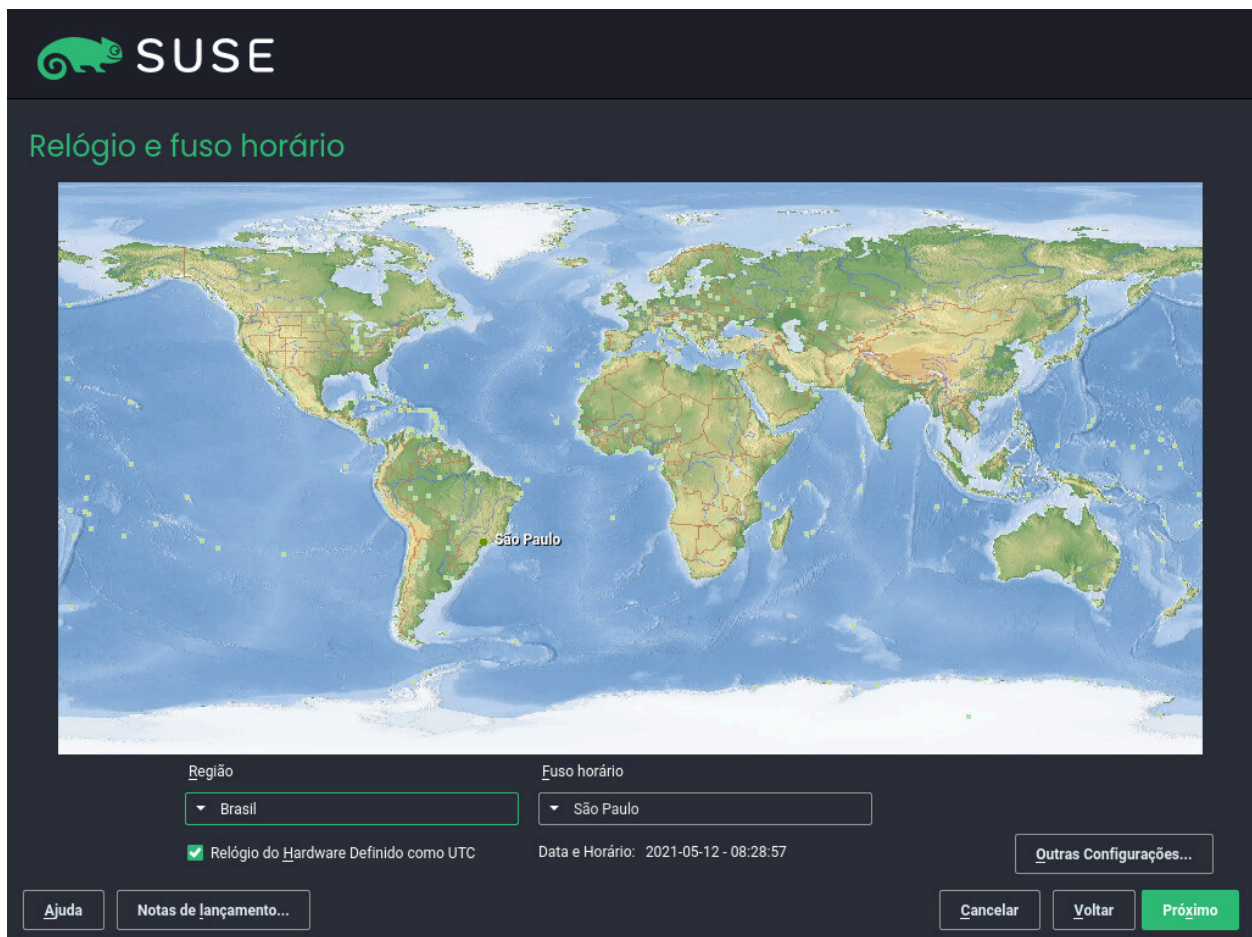 SUSE
Relógio e fuso horário
São Paulo
Região
Fuso horário
Brasil
São Paulo
Relógio do Hardware Definido como UTC
Data e Horário: 2021-05-12 - 08:28:57
Outras Configurações...
Ajuda
Notas de lançamento...
Cancelar
Voltar
Próximo